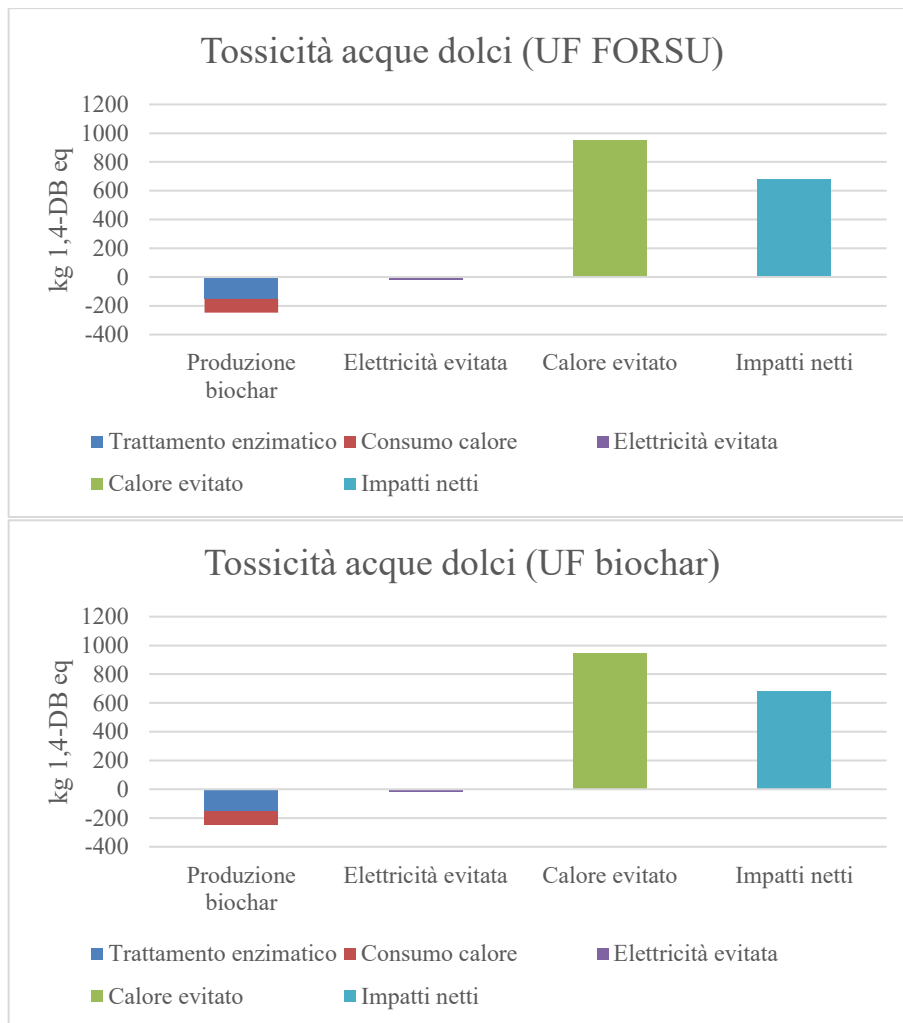 Tossicità acque dolci (UF FORSU)
kg 1,4-DB eq
1200
1000
800
600
400
200
0
-200
-400
Produzione biochar
Elettricità evitata
Calore evitato
Impatti netti
Trattamento enzimatico
Consumo calore
Elettricità evitata
Calore evitato
Impatti netti
Tossicità acque dolci (UF biochar)
kg 1,4-DB eq
1200
1000
800
600
400
200
0
-200
-400
Produzione biochar
Elettricità evitata
Calore evitato
Impatti netti
Trattamento enzimatico
Consumo calore
Elettricità evitata
Calore evitato
Impatti netti